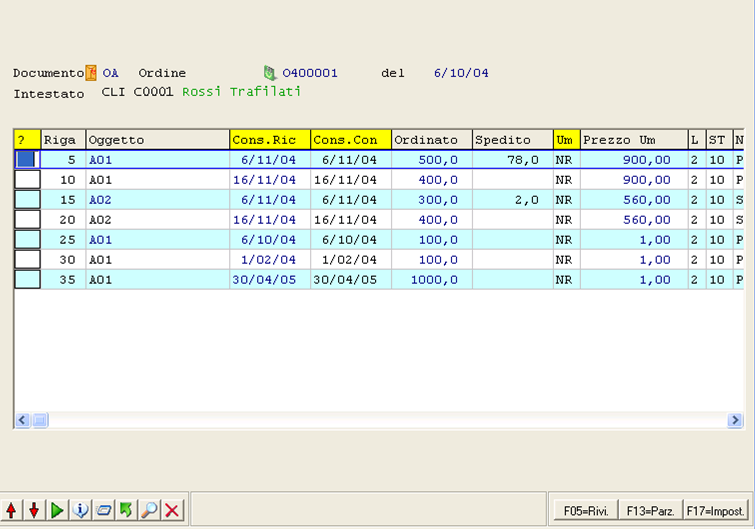 Documento OA Ordine O400001 del 6/10/04
Intestato CLI C0001 Rossi Trafilati
? Riga Oggetto Cons.Ric Cons.Con Ordinato Spedito Um Prezzo Um L ST N
5 A01 6/11/04 6/11/04 500,0 78,0 NR 900,00 2 10 P
10 A01 16/11/04 16/11/04 400,0 NR 900,00 2 10 P
15 A02 6/11/04 6/11/04 300,0 2,0 NR 560,00 2 10 S
20 A02 16/11/04 16/11/04 400,0 NR 560,00 2 10 S
25 A01 6/10/04 6/10/04 100,0 NR 1,00 2 10 P
30 A01 1/02/04 1/02/04 100,0 NR 1,00 2 10 P
35 A01 30/04/05 30/04/05 1000,0 NR 1,00 2 10 P
F05=Rivi. F13=Parz. F17=Impost.